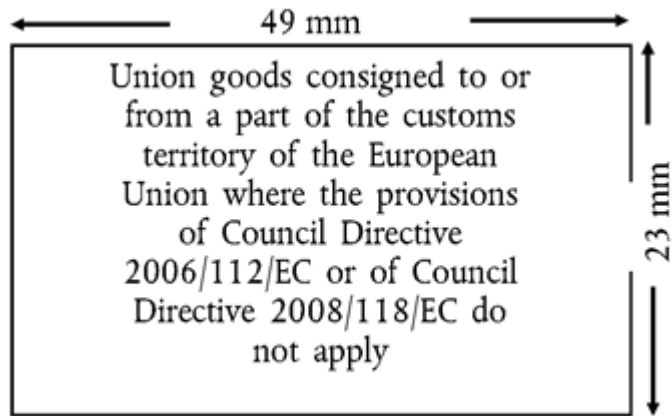 49 mm
Union goods consigned to or
from a part of the customs
territory of the European
Union where the provisions
of Council Directive
2006/112/EC or of Council
Directive 2008/118/EC do
not apply
23 mm